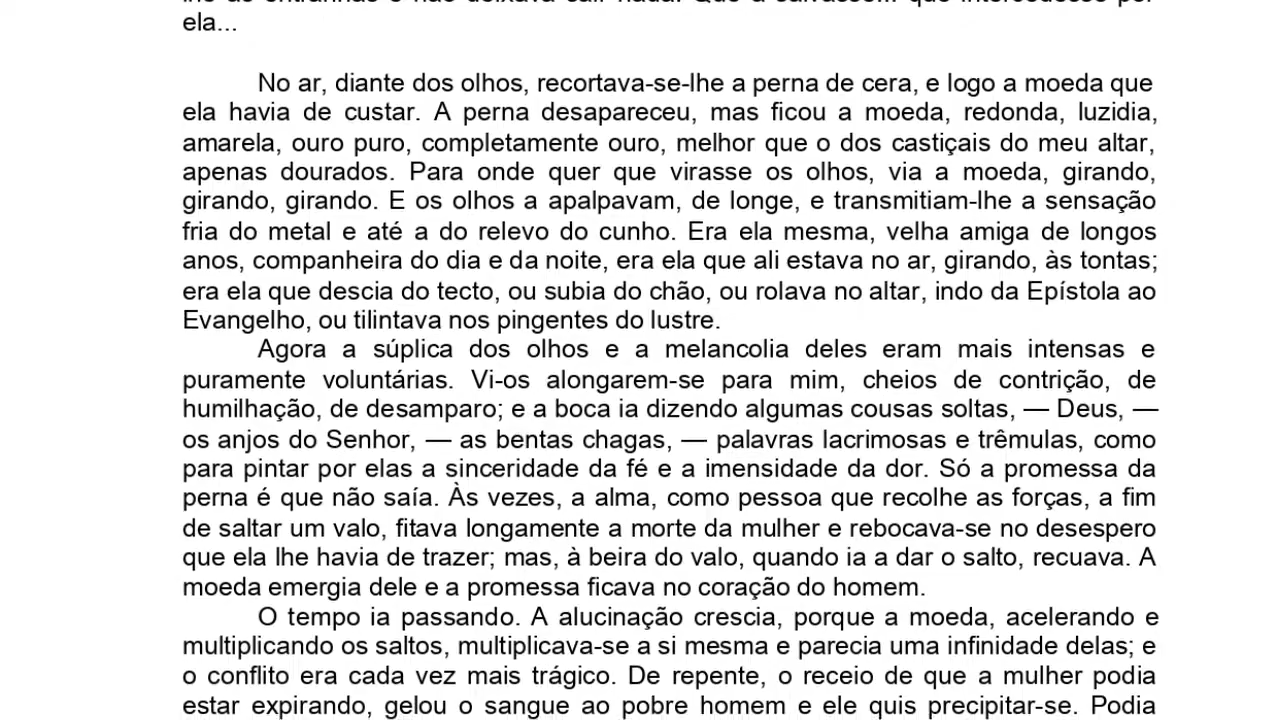 lhe as entranhas e não deixava sair nada. Que a salvasse... que intercedesse por
ela...
No ar, diante dos olhos, recortava-se-lhe a perna de cera, e logo a moeda que
ela havia de custar. A perna desapareceu, mas ficou a moeda, redonda, luzidia,
amarela, ouro puro, completamente ouro, melhor que o dos castiçais do meu altar,
apenas dourados. Para onde quer que virasse os olhos, via a moeda, girando,
girando, girando. E os olhos a apalpavam, de longe, e transmitiam-lhe a sensação
fria do metal e até a do relevo do cunho. Era ela mesma, velha amiga de longos
anos, companheira do dia e da noite, era ela que ali estava no ar, girando, às tontas;
era ela que descia do tecto, ou subia do chão, ou rolava no altar, indo da Epístola ao
Evangelho, ou tilintava nos pingentes do lustre.
Agora a súplica dos olhos e a melancolia deles eram mais intensas e
puramente voluntárias. Vi-os alongarem-se para mim, cheios de contrição, de
humilhação, de desamparo; e a boca ia dizendo algumas cousas soltas, — Deus, —
os anjos do Senhor, — as bentas chagas, — palavras lacrimosas e trêmulas, como
para pintar por elas a sinceridade da fé e a imensidade da dor. Só a promessa da
perna é que não saía. Às vezes, a alma, como pessoa que recolhe as forças, a fim
de saltar um valo, fitava longamente a morte da mulher e rebocava-se no desespero
que ela lhe havia de trazer; mas, à beira do valo, quando ia a dar o salto, recuava. A
moeda emergia dele e a promessa ficava no coração do homem.
O tempo ia passando. A alucinação crescia, porque a moeda, acelerando e
multiplicando os saltos, multiplicava-se a si mesma e parecia uma infinidade delas; e
o conflito era cada vez mais trágico. De repente, o receio de que a mulher podia
estar expirando, gelou o sangue ao pobre homem e ele quis precipitar-se. Podia